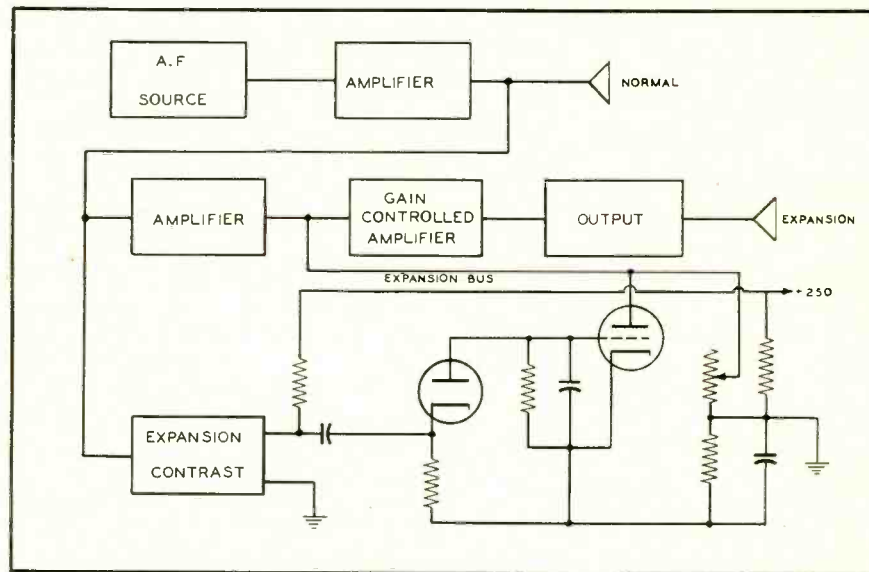 A.F
SOURCE
AMPLIFIER
NORMAL
AMPLIFIER
GAIN
CONTROLLED
AMPLIFIER
OUTPUT
EXPANSION
EXPANSION BUS
+250
EXPANSION
CONTRAST